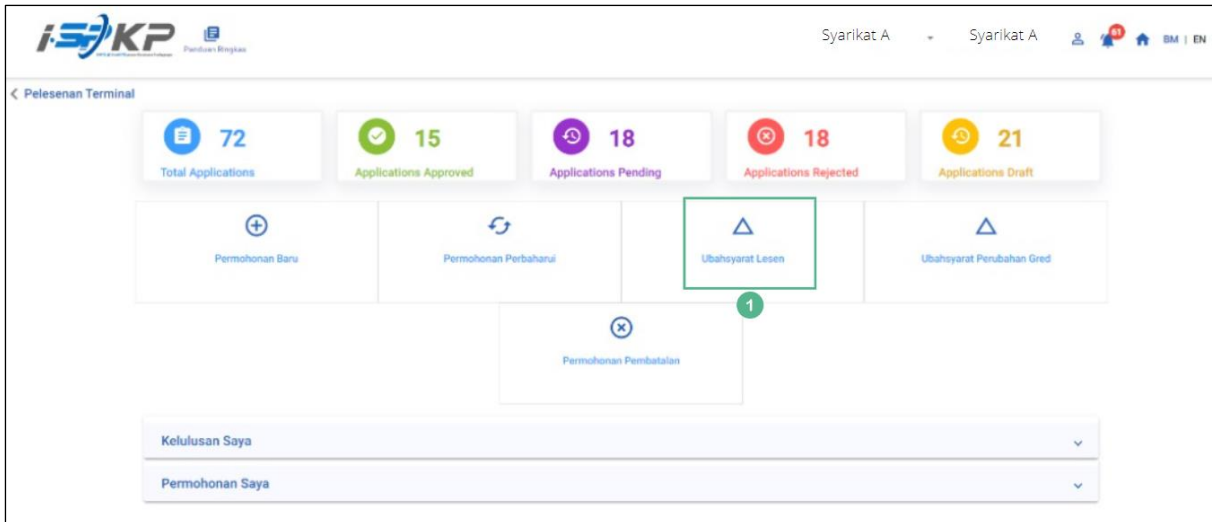 i-SPKP
Panduan Ringkas
Syarikat A
Syarikat A
61
BM | EN
Pelesenan Terminal
72
Total Applications
15
Applications Approved
18
Applications Pending
18
Applications Rejected
21
Applications Draft
Permohonan Baru
Permohonan Perbaharui
Ubahsyarat Lesen
Ubahsyarat Perubahan Gred
1
Permohonan Pembatalan
Kelulusan Saya
Permohonan Saya